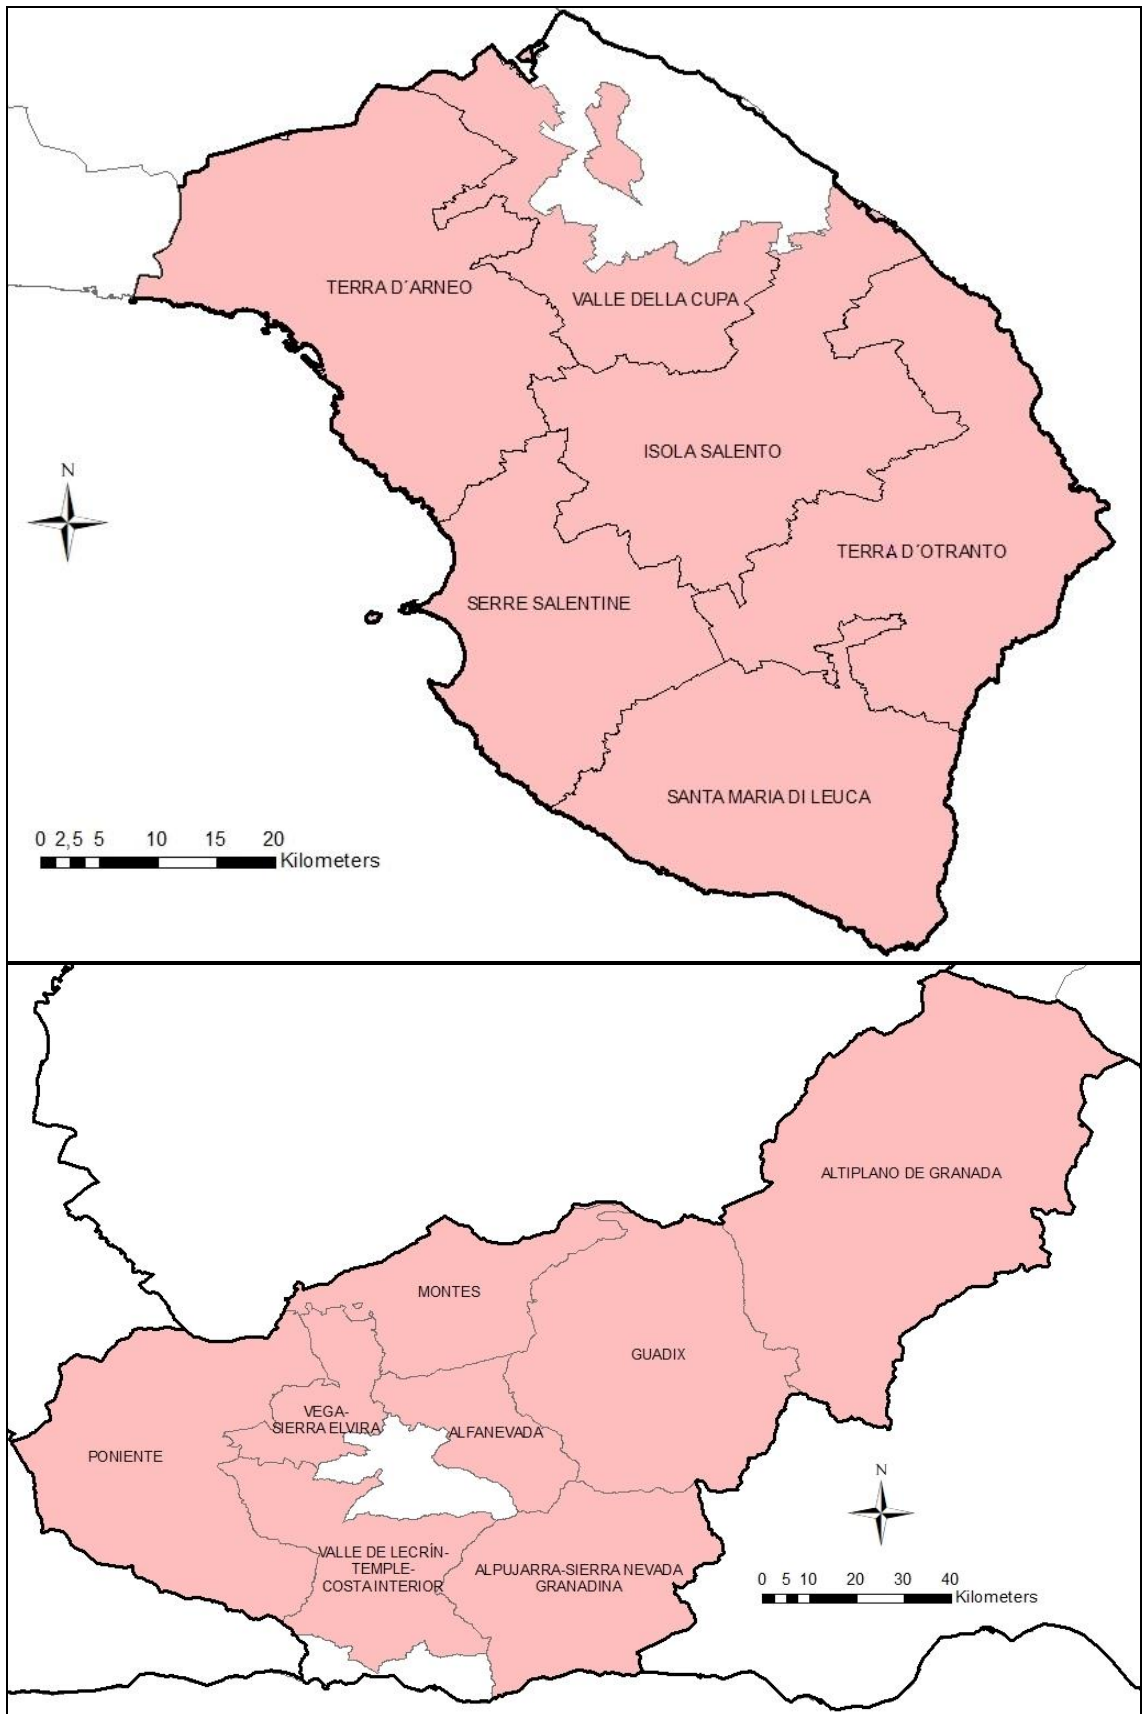 TERRA D´ARNEO
VALLE DELLA CUPA
ISOLA SALENTO
N
TERRA D´OTRANTO
SERRE SALENTINE
SANTA MARIA DI LEUCA
0 2,5 5 10 15 20
Kilometers
ALTIPLANO DE GRANADA
MONTES
GUADIX
VEGA-
SIERRA ELVIRA
ALFANEVADA
PONIENTE
N
VALLE DE LECRÍN-
TEMPLE-
COSTA INTERIOR
ALPUJARRA-SIERRA NEVADA
GRANADINA
0 5 10 20 30 40
Kilometers